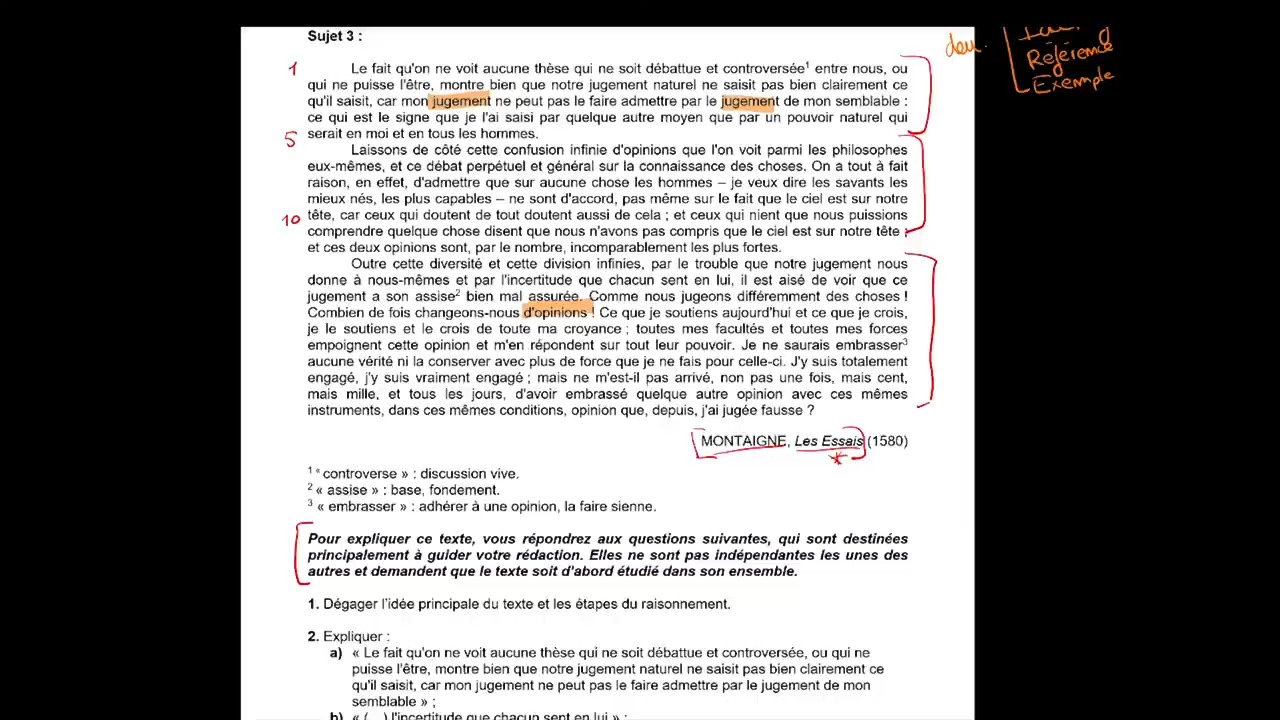 Sujet 3 :
Le fait qu'on ne voit aucune thèse qui ne soit débattue et controversée¹ entre nous, ou
qui ne puisse l'être, montre bien que notre jugement naturel ne saisit pas bien clairement ce
qu'il saisit, car mon jugement ne peut pas le faire admettre par le jugement de mon semblable :
ce qui est le signe que je l'ai saisi par quelque autre moyen que par un pouvoir naturel qui
serait en moi et en tous les hommes.
Laissons de côté cette confusion infinie d'opinions que l'on voit parmi les philosophes
eux-mêmes, et ce débat perpétuel et général sur la connaissance des choses. On a tout à fait
raison, en effet, d'admettre que sur aucune chose les hommes – je veux dire les savants les
mieux nés, les plus capables – ne sont d'accord, pas même sur le fait que le ciel est sur notre
tête, car ceux qui doutent de tout doutent aussi de cela ; et ceux qui nient que nous puissions
comprendre quelque chose disent que nous n'avons pas compris que le ciel est sur notre tête ;
et ces deux opinions sont, par le nombre, incomparablement les plus fortes.
Outre cette diversité et cette division infinies, par le trouble que notre jugement nous
donne à nous-mêmes et par l'incertitude que chacun sent en lui, il est aisé de voir que ce
jugement a son assise² bien mal assurée. Comme nous jugeons différemment des choses !
Combien de fois changeons-nous d'opinions ! Ce que je soutiens aujourd'hui et ce que je crois,
je le soutiens et le crois de toute ma croyance ; toutes mes facultés et toutes mes forces
empoignent cette opinion et m'en répondent sur tout leur pouvoir. Je ne saurais embrasser³
aucune vérité ni la conserver avec plus de force que je ne fais pour celle-ci. J'y suis totalement
engagé, j'y suis vraiment engagé ; mais ne m'est-il pas arrivé, non pas une fois, mais cent,
mais mille, et tous les jours, d'avoir embrassé quelque autre opinion avec ces mêmes
instruments, dans ces mêmes conditions, opinion que, depuis, j'ai jugée fausse ?
MONTAIGNE, Les Essais (1580)
¹ « controverse » : discussion vive.
² « assise » : base, fondement.
³ « embrasser » : adhérer à une opinion, la faire sienne.
Pour expliquer ce texte, vous répondrez aux questions suivantes, qui sont destinées
principalement à guider votre rédaction. Elles ne sont pas indépendantes les unes des
autres et demandent que le texte soit d'abord étudié dans son ensemble.
1. Dégager l'idée principale du texte et les étapes du raisonnement.
2. Expliquer :
a) « Le fait qu'on ne voit aucune thèse qui ne soit débattue et controversée, ou qui ne
puisse l'être, montre bien que notre jugement naturel ne saisit pas bien clairement ce
qu'il saisit, car mon jugement ne peut pas le faire admettre par le jugement de mon
semblable » ;
b) « (...) l'incertitude que chacun sent en lui » ;
1
5
10
Référence
Exemple